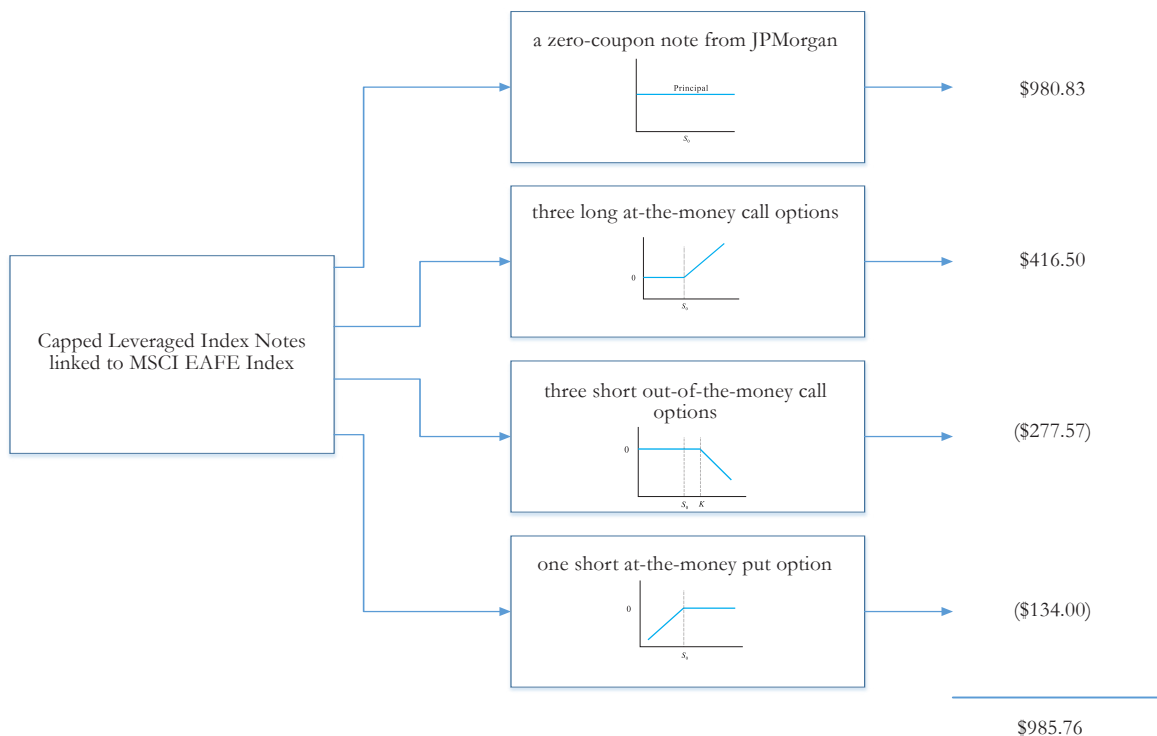 a zero-coupon note from JPMorgan
Principal
S₀
$980.83
three long at-the-money call options
0
S₀
$416.50
Capped Leveraged Index Notes
linked to MSCI EAFE Index
three short out-of-the-money call
options
0
S₀ K
($277.57)
one short at-the-money put option
0
S₀
($134.00)
$985.76